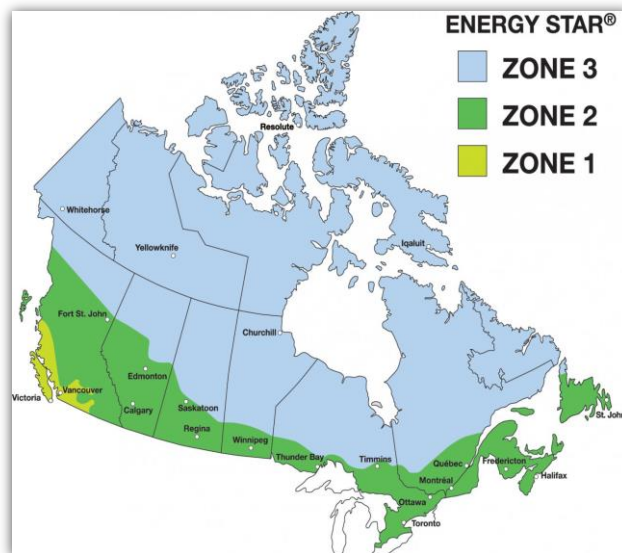 ENERGY STAR®
ZONE 3
ZONE 2
ZONE 1
Resolute
Whitehorse
Yellowknife
Iqaluit
Fort St. John
Churchill
Edmonton
Vancouver
Victoria
Calgary
Saskatoon
Regina
Winnipeg
Thunder Bay
Timmins
Québec
Fredericton
St. John
Halifax
Montréal
Ottawa
Toronto